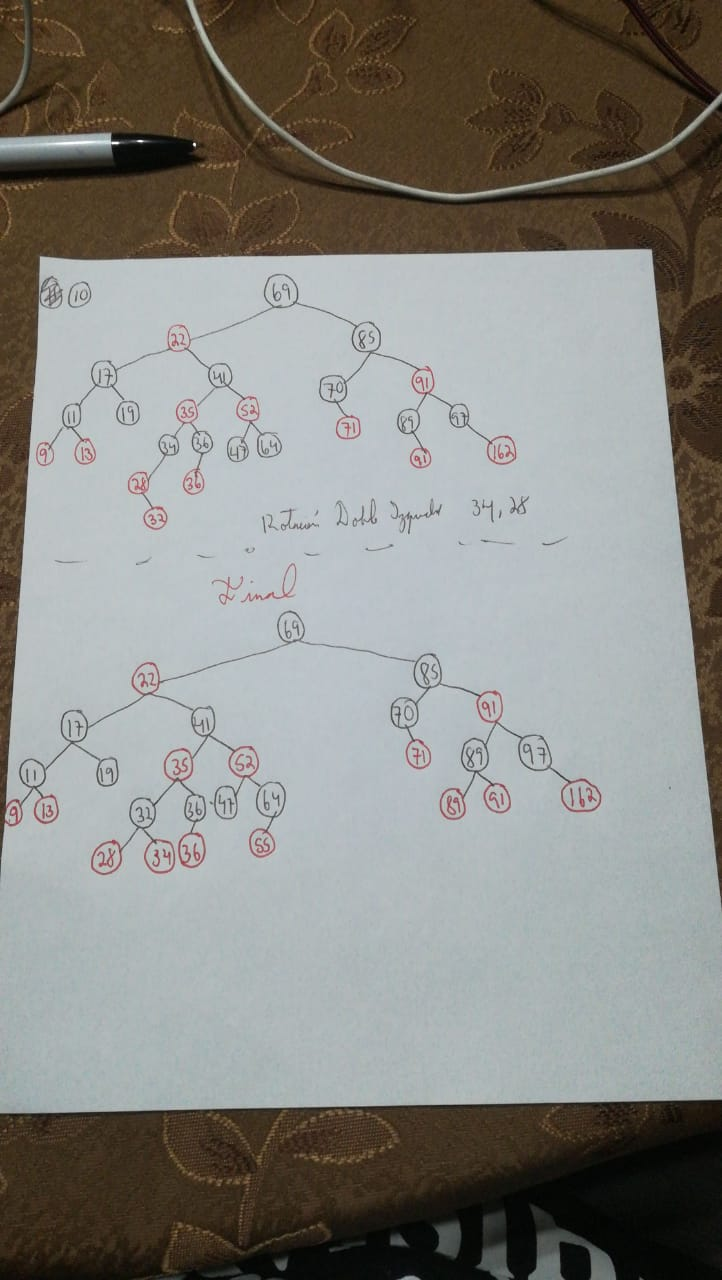 10
69
22 85
17 41 70 91
11 19 35 52 71 89 97
9 13 34 36 47 64 91 162
28 36
32
Rotación Doble Izquierda 34, 28
Final
69
22 85
17 41 70 91
11 19 35 52 71 89 97
9 13 32 36 47 64 89 91 162
28 34 36 55